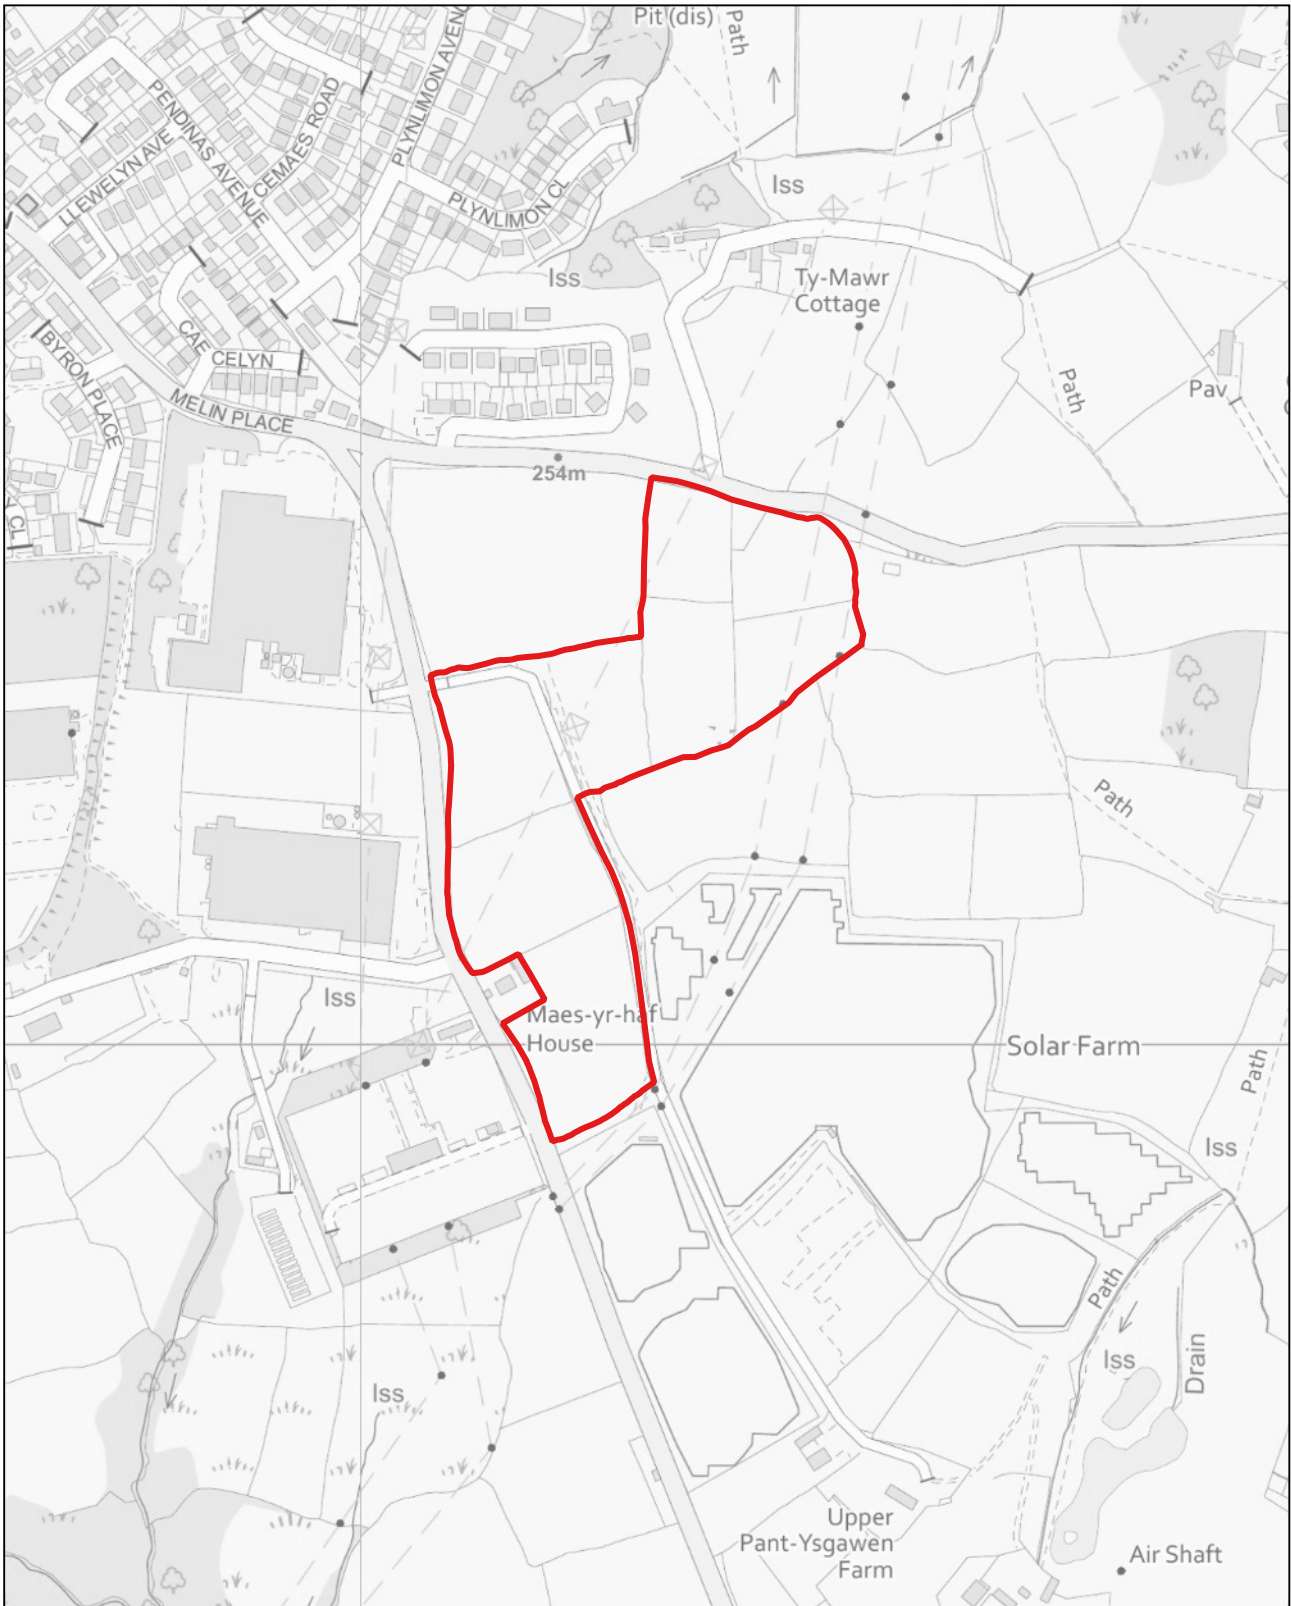 Pit (dis)
Path
PLYNLIMON AVENU
PENDINAS AVENUE
CEMAES ROAD
LLEWELYN AVE
PLYNLIMON CL
Iss
Iss
Ty-Mawr
Cottage
CAE
CELYN
BYRON PLACE
MELIN PLACE
Path
Pav
254m
CL
Path
Iss
Maes-yr-haf
House
Solar Farm
Path
Iss
Path
Iss
Drain
Iss
Upper
Pant-Ysgawen
Farm
Air Shaft